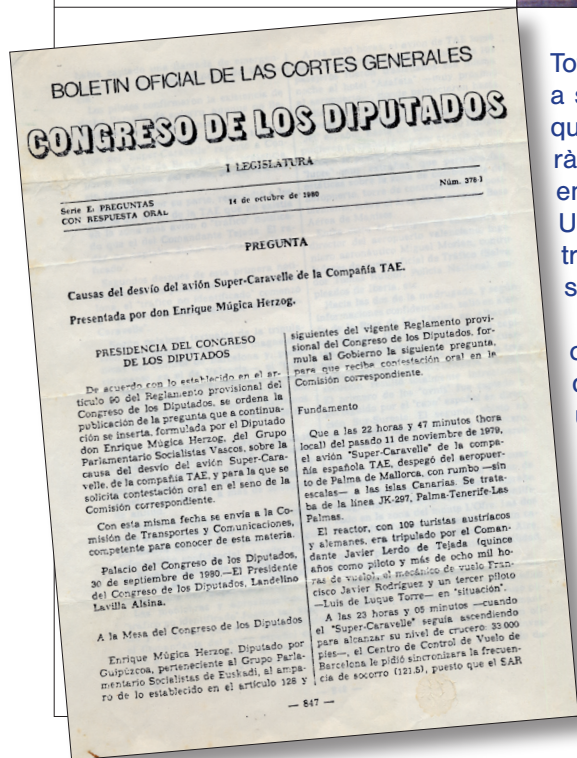 BOLETIN OFICIAL DE LAS CORTES GENERALES
CONGRESO DE LOS DIPUTADOS
I LEGISLATURA
Serie E: PREGUNTAS
CON RESPUESTA ORAL
14 de octubre de 1980
Núm. 378-I
PREGUNTA
Causas del desvío del avión Super-Caravelle de la Compañía TAE.
Presentada por don Enrique Múgica Herzog.
PRESIDENCIA DEL CONGRESO
DE LOS DIPUTADOS
De acuerdo con lo establecido en el ar-
tículo 90 del Reglamento provisional del
Congreso de los Diputados, se ordena la
publicación de la pregunta que a continua-
ción se inserta, formulada por el Diputado
don Enrique Múgica Herzog, del Grupo
Parlamentario Socialistas Vascos, sobre la
causa del desvío del avión Super-Cara-
velle, de la compañía TAE, y para la que se
solicita contestación oral en el seno de la
Comisión correspondiente.
Con esta misma fecha se envía a la Co-
misión de Transportes y Comunicaciones,
competente para conocer de esta materia.
Palacio del Congreso de los Diputados,
30 de septiembre de 1980.—El Presidente
del Congreso de los Diputados, Landelino
Lavilla Alsina.
A la Mesa del Congreso de los Diputados
Enrique Múgica Herzog, Diputado por
Guipúzcoa, perteneciente al Grupo Parla-
mentario Socialistas de Euskadi, al ampa-
ro de lo establecido en el artículo 128 y
siguientes del vigente Reglamento provi-
sional del Congreso de los Diputados, for-
mula al Gobierno la siguiente pregunta,
para que reciba contestación oral en la
Comisión correspondiente.
Fundamento
Que a las 22 horas y 47 minutos (hora
local) del pasado 11 de noviembre de 1979,
el avión "Super-Caravelle" de la compa-
ñía española TAE, despegó del aeropuer-
to de Palma de Mallorca, con rumbo —sin
escalas— a las islas Canarias. Se trata-
ba de la línea JK-297, Palma-Tenerife-Las
Palmas.
El reactor, con 109 turistas austríacos
y alemanes, era tripulado por el Coman-
dante Javier Lerdo de Tejada (quince
años como piloto y más de ocho mil ho-
ras de vuelo), el mecánico de vuelo Fran-
cisco Javier Rodríguez y un tercer piloto
—Luis de Luque Torre— en "situación".
A las 23 horas y 05 minutos —cuando
el "Super-Caravelle" seguía ascendiendo
para alcanzar su nivel de crucero: 33.000
pies—, el Centro de Control de Vuelo de
Barcelona le pidió sincronizara la frecuen-
cia de socorro (121,5), puesto que el SAR
— 847 —
To
a s
qu
rà
en
U
tr
s